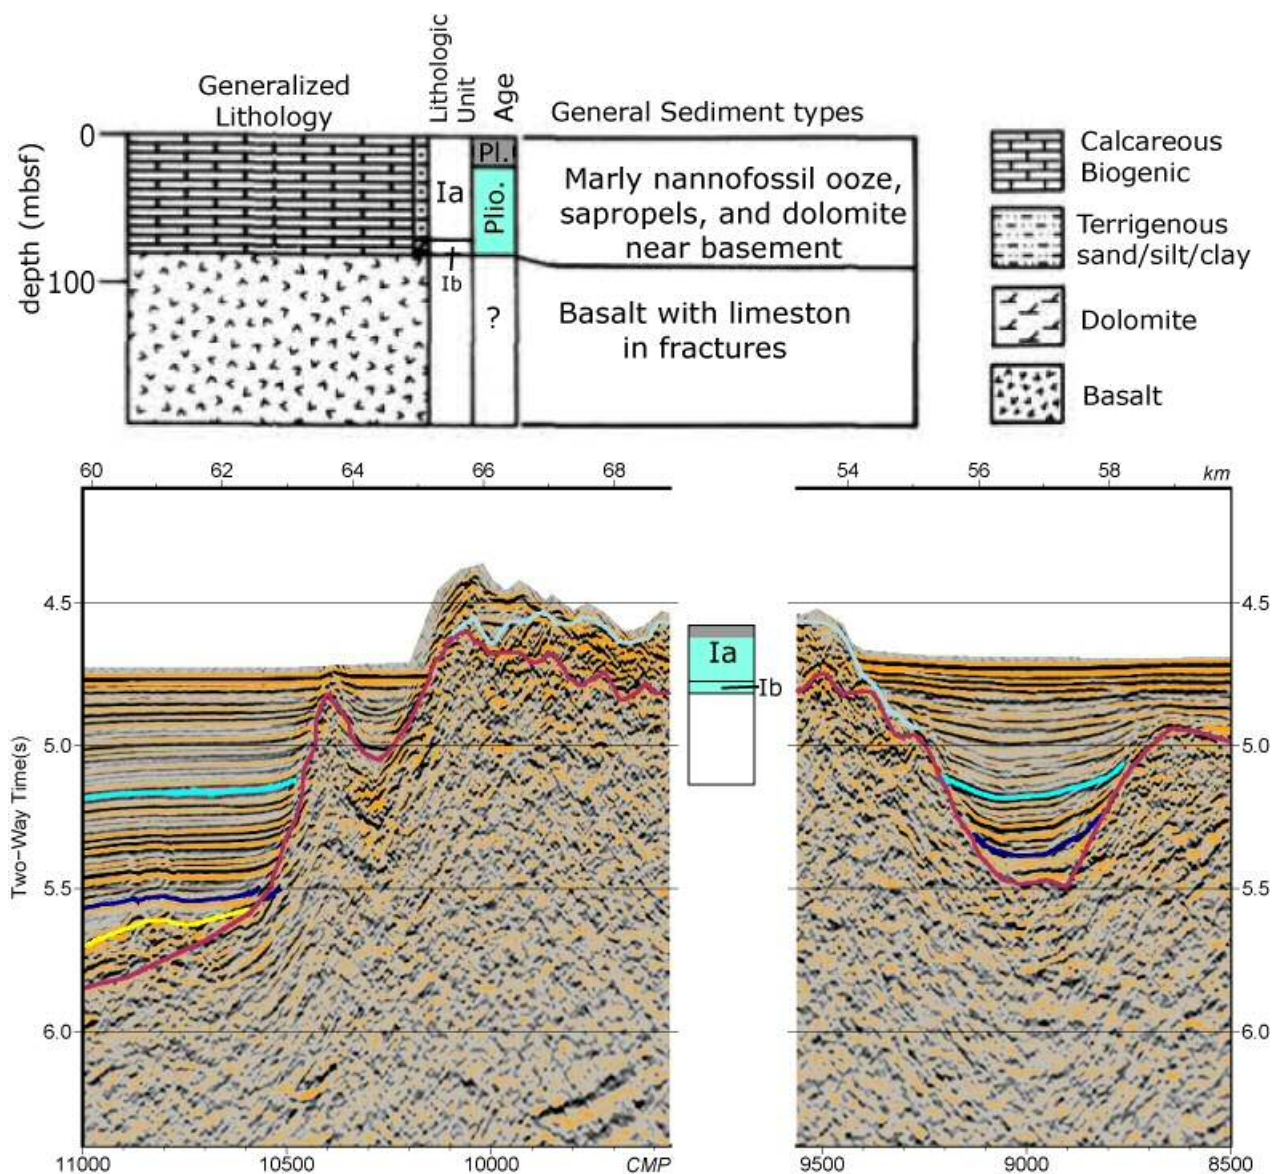 Generalized
Lithology
Lithologic
Unit
Age
General Sediment types
depth (mbsf)
0
100
Ia
Ib
Pl.
Plio.
?
Marly nannofossil ooze,
sapropels, and dolomite
near basement
Basalt with limeston
in fractures
Calcareous
Biogenic
Terrigenous
sand/silt/clay
Dolomite
Basalt
60 62 64 66 68 54 56 58 km
4.5 4.5
Ia
Ib
5.0 5.0
Two-Way Time(s)
5.5 5.5
6.0 6.0
11000 10500 10000 CMP 9500 9000 8500